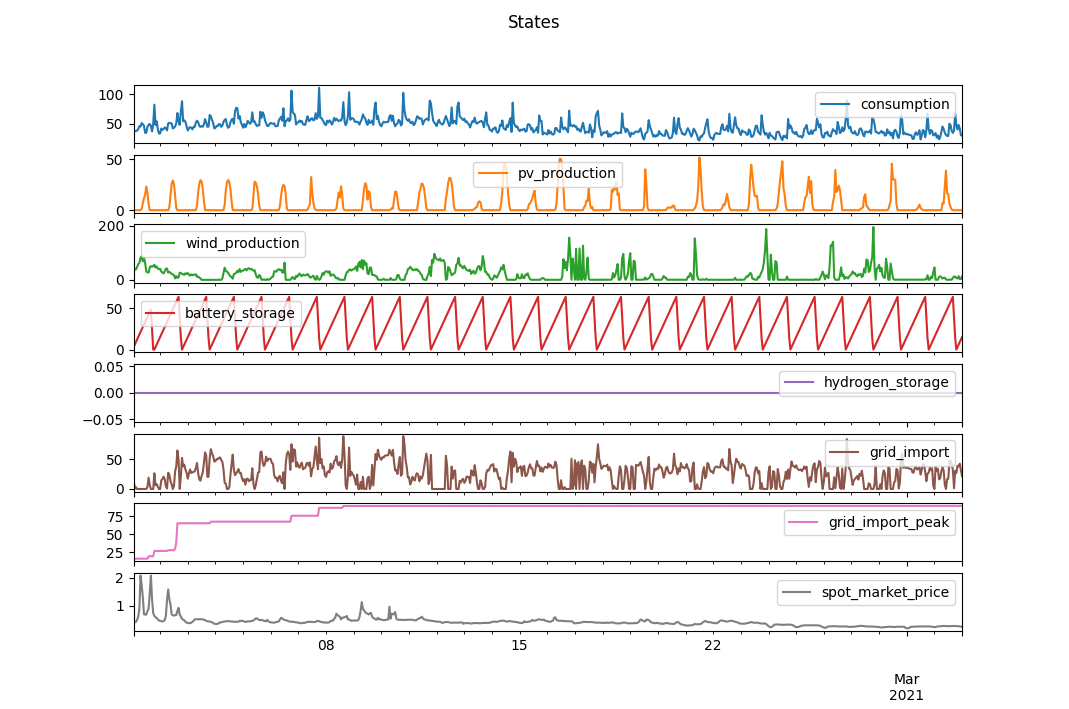 States
100
50
consumption
50
0
pv_production
200
0
wind_production
50
0
battery_storage
0.05
0.00
−0.05
hydrogen_storage
50
0
grid_import
75
50
25
grid_import_peak
2
1
spot_market_price
08
15
22
Mar
2021